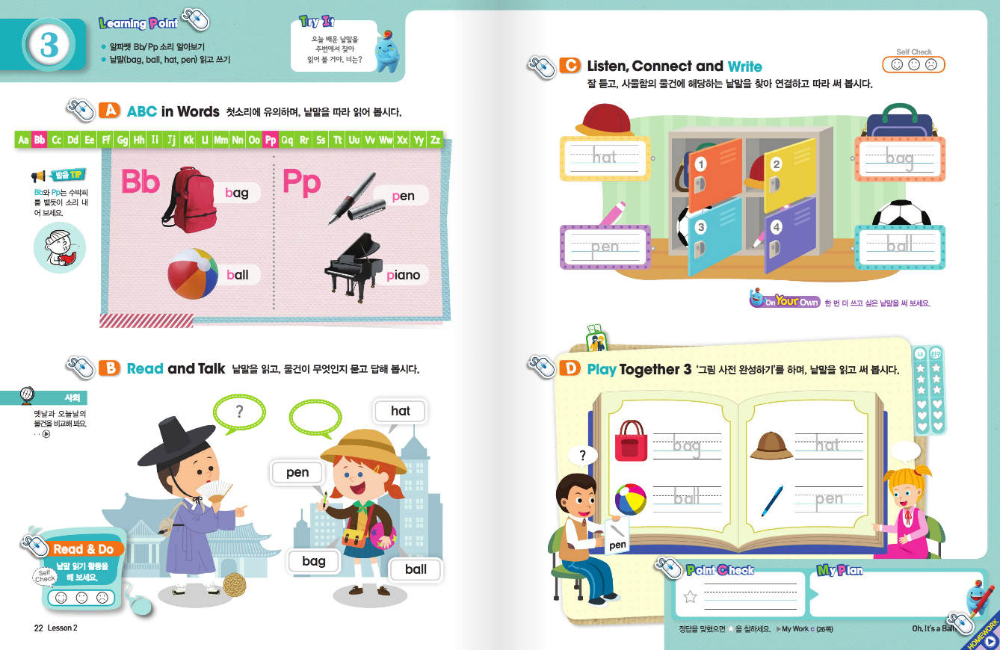 3
Learning Point
알파벳 Bb/Pp 소리 알아보기
낱말(bag, ball, hat, pen) 읽고 쓰기
Try It
오늘 배운 낱말을
주변에서 찾아
읽어 볼 거야. 너는?
A ABC in Words 첫소리에 유의하며, 낱말을 따라 읽어 봅시다.
Aa Bb Cc Dd Ee Ff Gg Hh Ii Jj Kk Ll Mm Nn Oo Pp Qq Rr Ss Tt Uu Vv Ww Xx Yy Zz
발음 TIP
Bb와 Pp는 수박씨
를 뱉듯이 소리 내
어 보세요.
Bb
bag
ball
Pp
pen
piano
B Read and Talk 낱말을 읽고, 물건이 무엇인지 묻고 답해 봅시다.
사회
옛날과 오늘날의
물건을 비교해 봐요.
?
hat
pen
bag
ball
Read & Do
낱말 읽기 활동을
해 보세요.
Self
Check
22 Lesson 2
C Listen, Connect and Write
잘 듣고, 사물함의 물건에 해당하는 낱말을 찾아 연결하고 따라 써 봅시다.
Self Check
hat
bag
pen
ball
1
2
3
4
On Your Own 한 번 더 쓰고 싶은 낱말을 써 보세요.
D Play Together 3 '그림 사전 완성하기'를 하며, 낱말을 읽고 써 봅시다.
나 친구
bag
hat
ball
pen
?
pen
Point Check
My Plan
정답을 맞혔으면 ☆을 칠하세요. ▶My Work c (26쪽)
Oh, It's a Ball
HOMEWORK